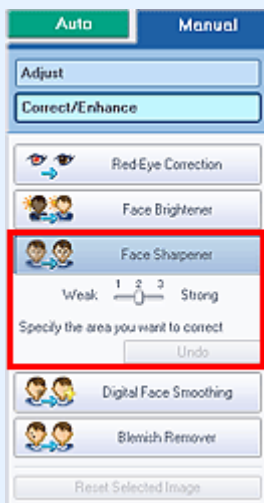 Auto Manual
Adjust
Correct/Enhance
Red-Eye Correction
Face Brightener
Face Sharpener
1 2 3
Weak Strong
Specify the area you want to correct
Undo
Digital Face Smoothing
Blemish Remover
Reset Selected Image